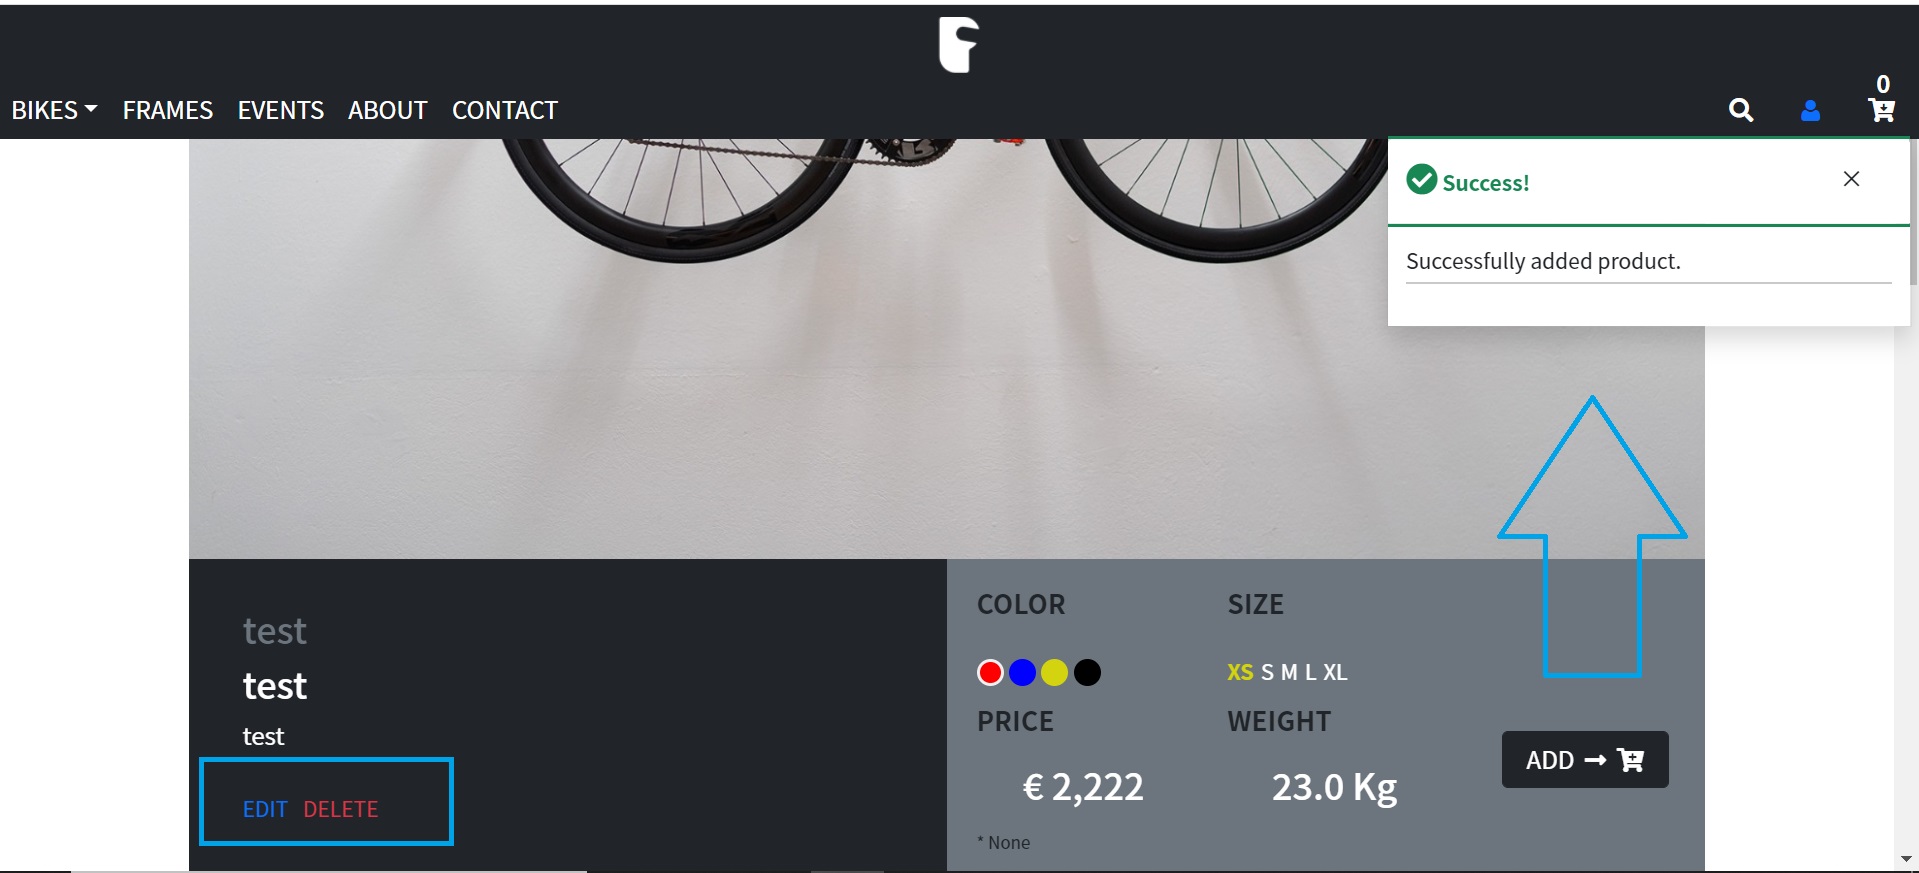 0
BIKES FRAMES EVENTS ABOUT CONTACT
Success!
Successfully added product.
test
test
test
EDIT DELETE
COLOR
SIZE
XS S M L XL
PRICE
WEIGHT
€ 2,222
23.0 Kg
ADD
* None